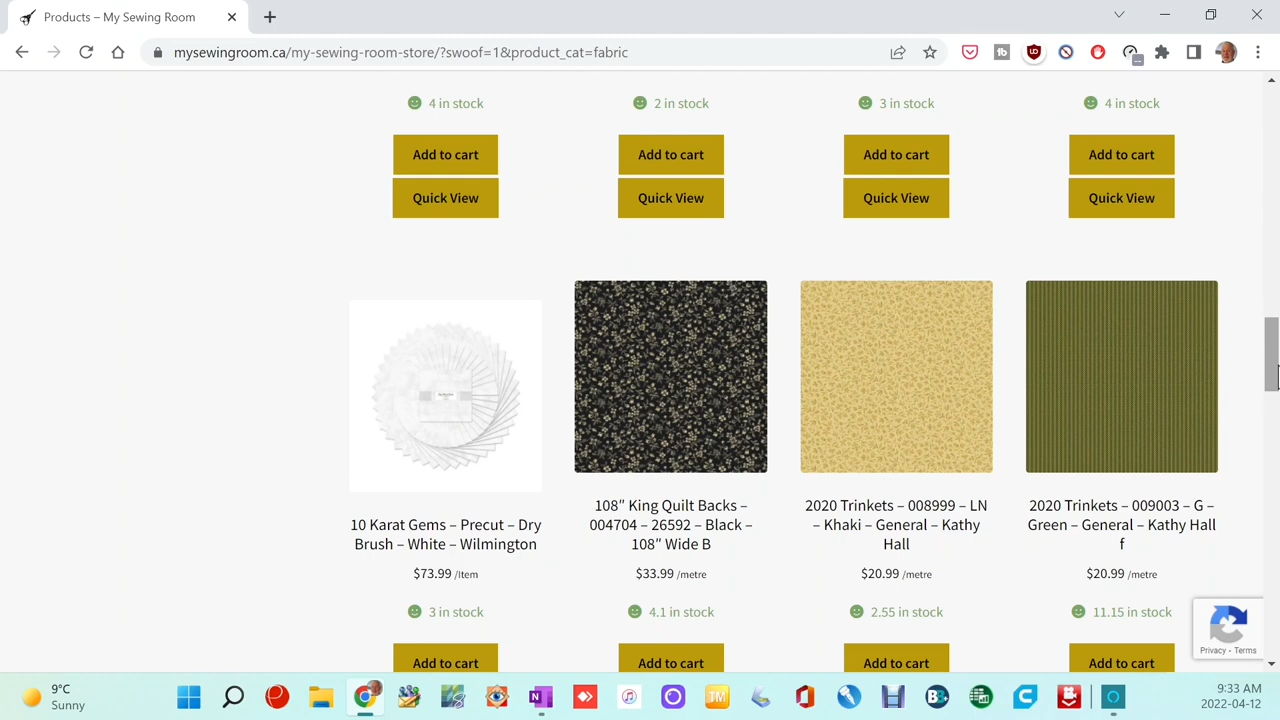 Products – My Sewing Room
mysewingroom.ca/my-sewing-room-store/?swoof=1&product_cat=fabric
4 in stock
2 in stock
3 in stock
4 in stock
Add to cart
Add to cart
Add to cart
Add to cart
Quick View
Quick View
Quick View
Quick View
10 Karat Gems – Precut – Dry
Brush – White – Wilmington
$73.99 /Item
3 in stock
Add to cart
108″ King Quilt Backs –
004704 – 26592 – Black –
108″ Wide B
$33.99 /metre
4.1 in stock
Add to cart
2020 Trinkets – 008999 – LN
– Khaki – General – Kathy
Hall
$20.99 /metre
2.55 in stock
Add to cart
2020 Trinkets – 009003 – G –
Green – General – Kathy Hall
f
$20.99 /metre
11.15 in stock
Add to cart
Privacy - Terms
9°C
Sunny
9:33 AM
2022-04-12